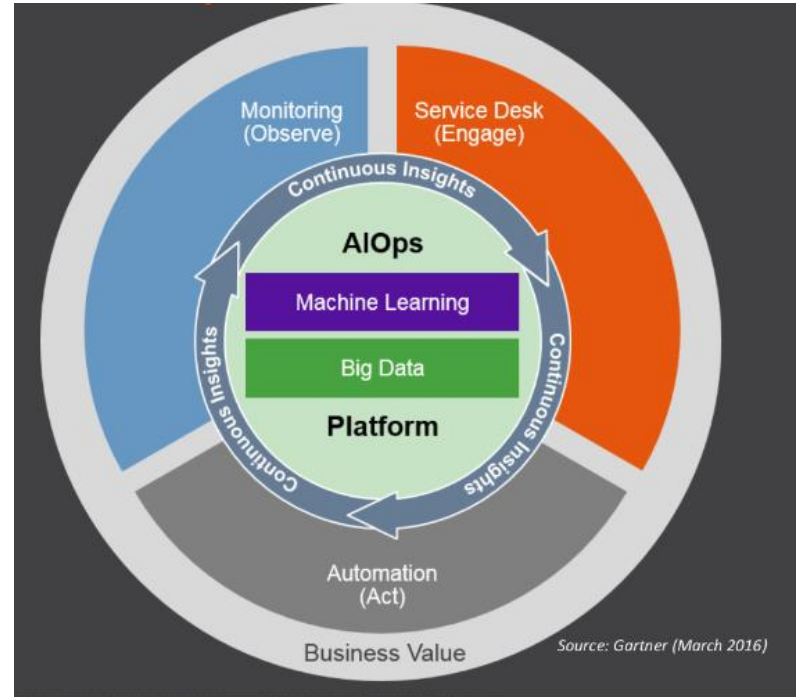 Monitoring
(Observe)
Service Desk
(Engage)
Continuous Insights
Continuous Insights
Continuous Insights
AIOps
Machine Learning
Big Data
Platform
Automation
(Act)
Business Value
Source: Gartner (March 2016)